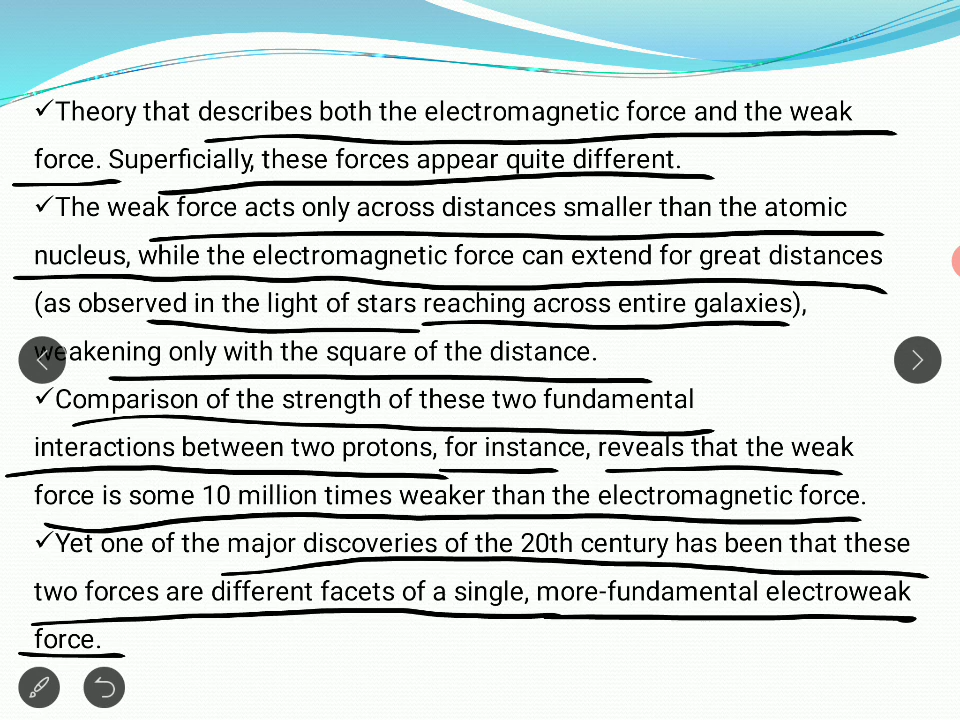 ✓Theory that describes both the electromagnetic force and the weak
force. Superficially, these forces appear quite different.
✓The weak force acts only across distances smaller than the atomic
nucleus, while the electromagnetic force can extend for great distances
(as observed in the light of stars reaching across entire galaxies),
weakening only with the square of the distance.
✓Comparison of the strength of these two fundamental
interactions between two protons, for instance, reveals that the weak
force is some 10 million times weaker than the electromagnetic force.
✓Yet one of the major discoveries of the 20th century has been that these
two forces are different facets of a single, more-fundamental electroweak
force.